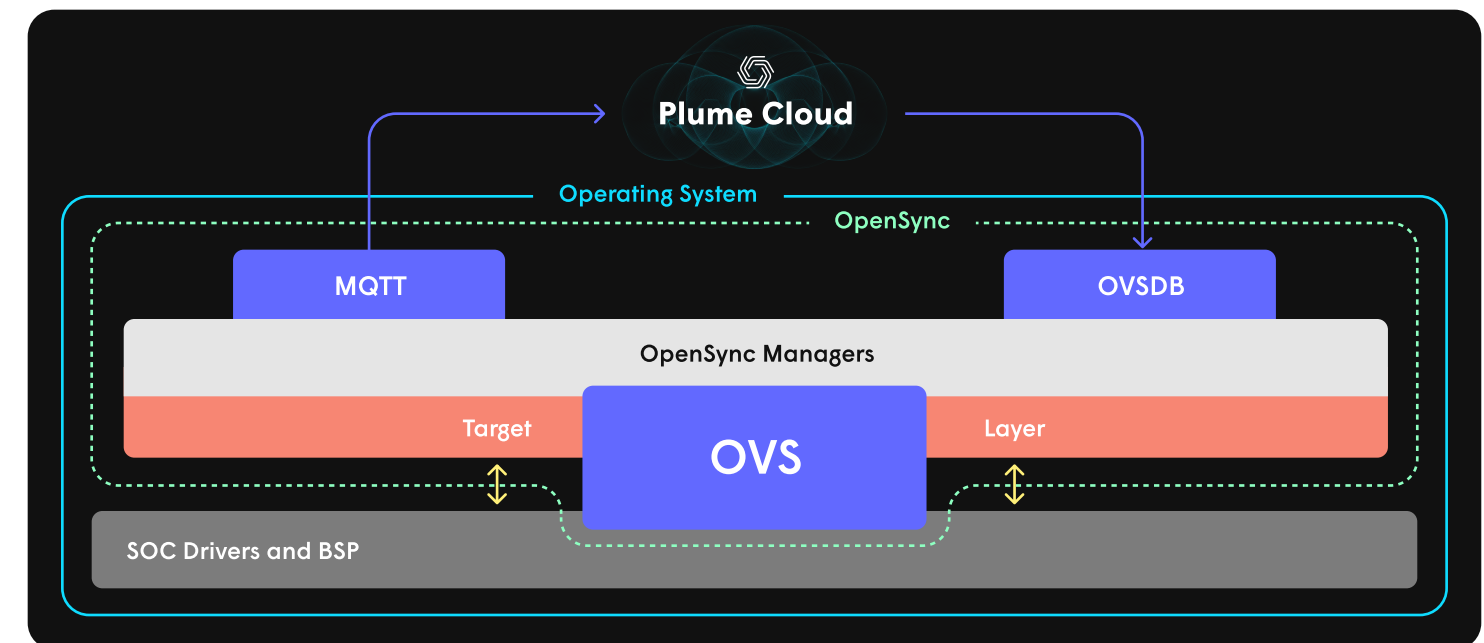 Plume Cloud
Operating System
OpenSync
MQTT
OVSDB
OpenSync Managers
Target
Layer
OVS
SOC Drivers and BSP